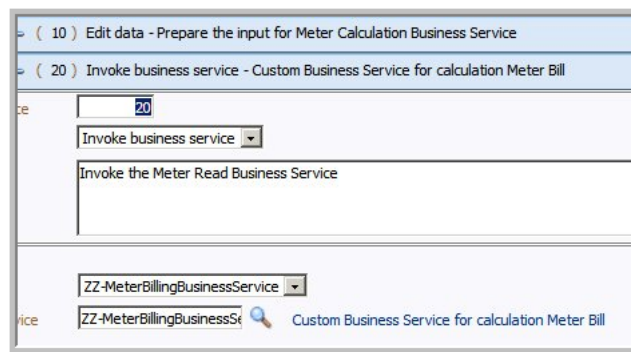 ( 10 ) Edit data - Prepare the input for Meter Calculation Business Service
( 20 ) Invoke business service - Custom Business Service for calculation Meter Bill
ce 20
Invoke business service
Invoke the Meter Read Business Service
ZZ-MeterBillingBusinessService
vice ZZ-MeterBillingBusinessSe Custom Business Service for calculation Meter Bill